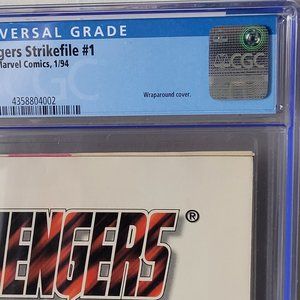 VERSAL GRADE
gers Strikefile #1
Marvel Comics, 1/94
CGC
Wraparound cover.
4358804002
ENGERS®